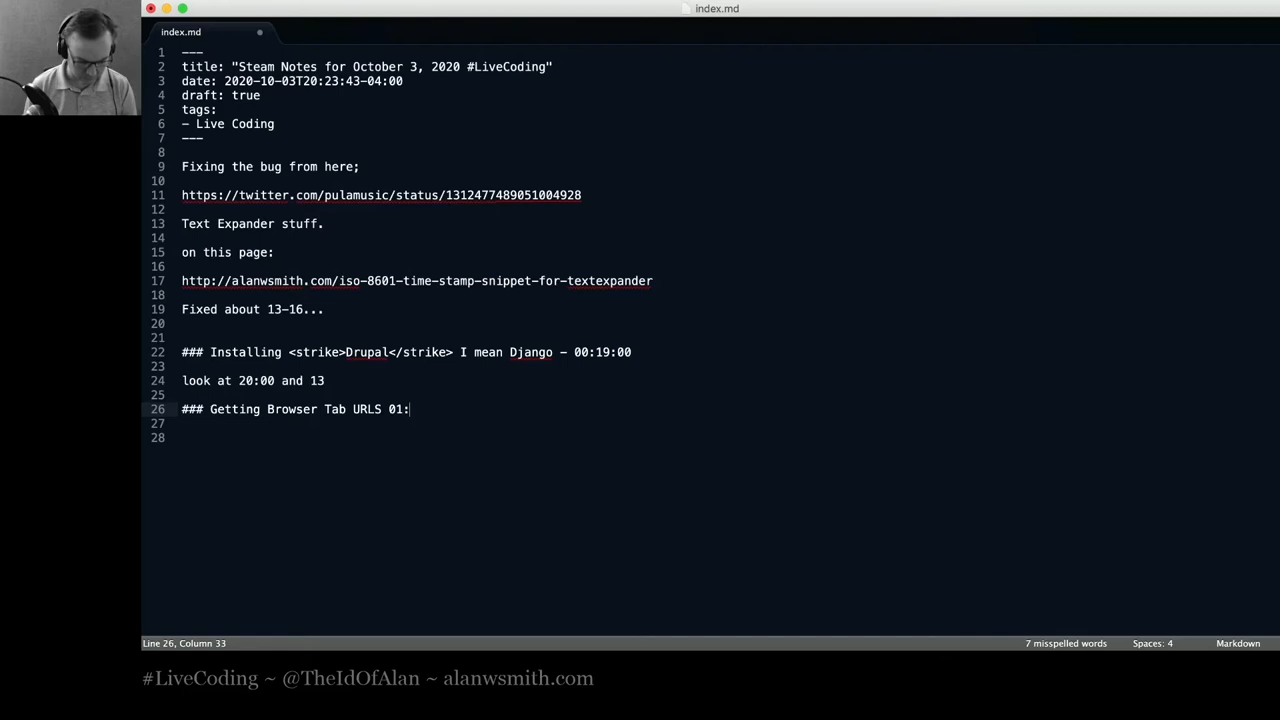 index.md
index.md
1 ---
2 title: "Steam Notes for October 3, 2020 #LiveCoding"
3 date: 2020-10-03T20:23:43-04:00
4 draft: true
5 tags:
6 - Live Coding
7 ---
8
9 Fixing the bug from here;
10
11 https://twitter.com/pulamusic/status/1312477489051004928
12
13 Text Expander stuff.
14
15 on this page:
16
17 http://alanwsmith.com/iso-8601-time-stamp-snippet-for-textexpander
18
19 Fixed about 13-16...
20
21
22 ### Installing <strike>Drupal</strike> I mean Django - 00:19:00
23
24 look at 20:00 and 13
25
26 ### Getting Browser Tab URLS 01:
27
28
Line 26, Column 33 7 misspelled words Spaces: 4 Markdown
#LiveCoding ~ @TheIdOfAlan ~ alanwsmith.com